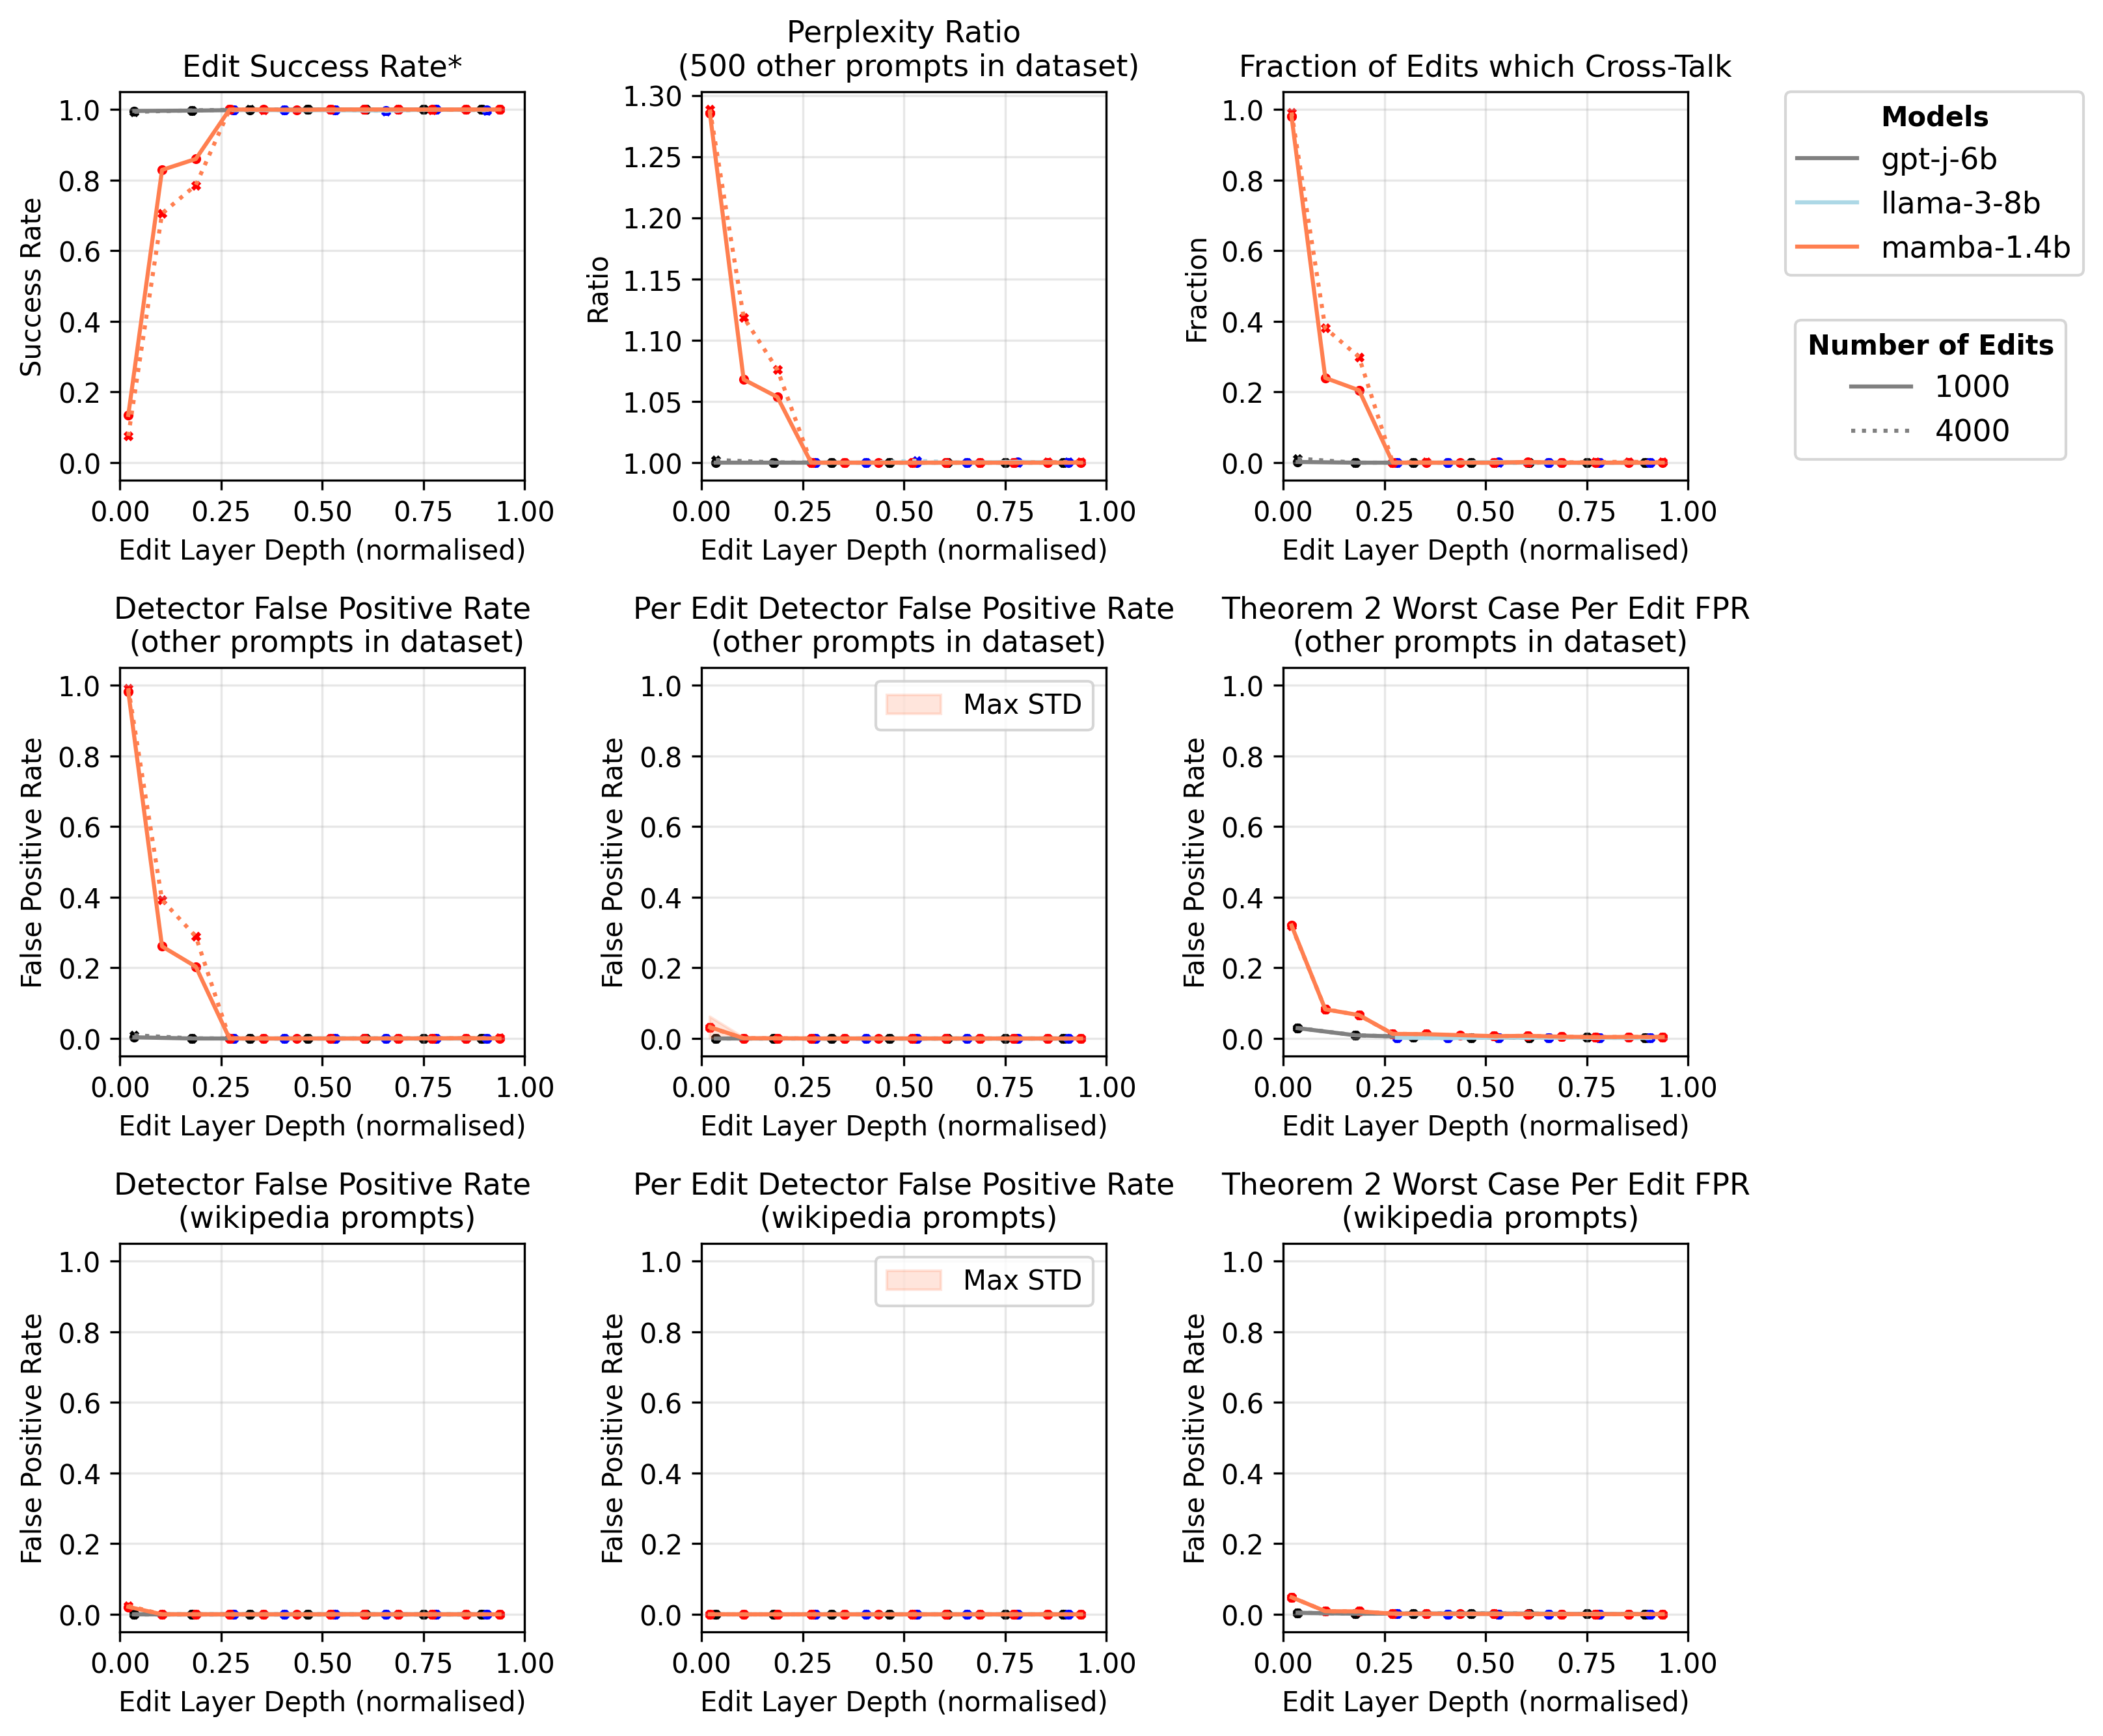 Edit Success Rate*
Success Rate
1.0
0.8
0.6
0.4
0.2
0.0
0.00 0.25 0.50 0.75 1.00
Edit Layer Depth (normalised)
Perplexity Ratio
(500 other prompts in dataset)
Ratio
1.30
1.25
1.20
1.15
1.10
1.05
1.00
0.00 0.25 0.50 0.75 1.00
Edit Layer Depth (normalised)
Fraction of Edits which Cross-Talk
Fraction
1.0
0.8
0.6
0.4
0.2
0.0
0.00 0.25 0.50 0.75 1.00
Edit Layer Depth (normalised)
Models
gpt-j-6b
llama-3-8b
mamba-1.4b
Number of Edits
1000
4000
Detector False Positive Rate
(other prompts in dataset)
False Positive Rate
1.0
0.8
0.6
0.4
0.2
0.0
0.00 0.25 0.50 0.75 1.00
Edit Layer Depth (normalised)
Per Edit Detector False Positive Rate
(other prompts in dataset)
Max STD
False Positive Rate
1.0
0.8
0.6
0.4
0.2
0.0
0.00 0.25 0.50 0.75 1.00
Edit Layer Depth (normalised)
Theorem 2 Worst Case Per Edit FPR
(other prompts in dataset)
False Positive Rate
1.0
0.8
0.6
0.4
0.2
0.0
0.00 0.25 0.50 0.75 1.00
Edit Layer Depth (normalised)
Detector False Positive Rate
(wikipedia prompts)
False Positive Rate
1.0
0.8
0.6
0.4
0.2
0.0
0.00 0.25 0.50 0.75 1.00
Edit Layer Depth (normalised)
Per Edit Detector False Positive Rate
(wikipedia prompts)
Max STD
False Positive Rate
1.0
0.8
0.6
0.4
0.2
0.0
0.00 0.25 0.50 0.75 1.00
Edit Layer Depth (normalised)
Theorem 2 Worst Case Per Edit FPR
(wikipedia prompts)
False Positive Rate
1.0
0.8
0.6
0.4
0.2
0.0
0.00 0.25 0.50 0.75 1.00
Edit Layer Depth (normalised)